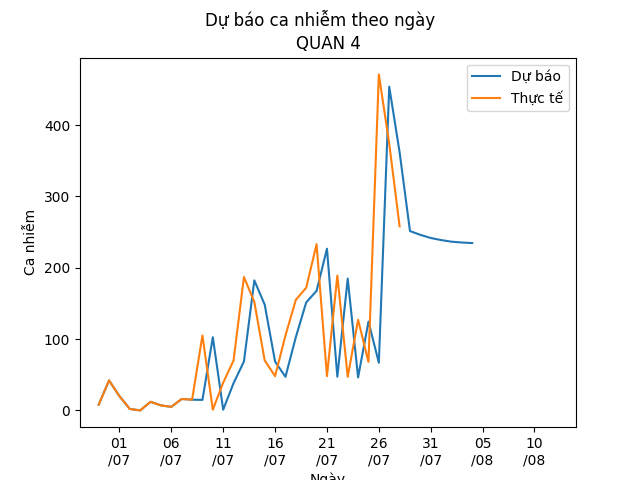 Dự báo ca nhiễm theo ngày
QUAN 4
Dự báo
Thực tế
Ca nhiễm
400
300
200
100
0
01 06 11 16 21 26 31 05 10
/07 /07 /07 /07 /07 /07 /07 /08 /08
Ngày